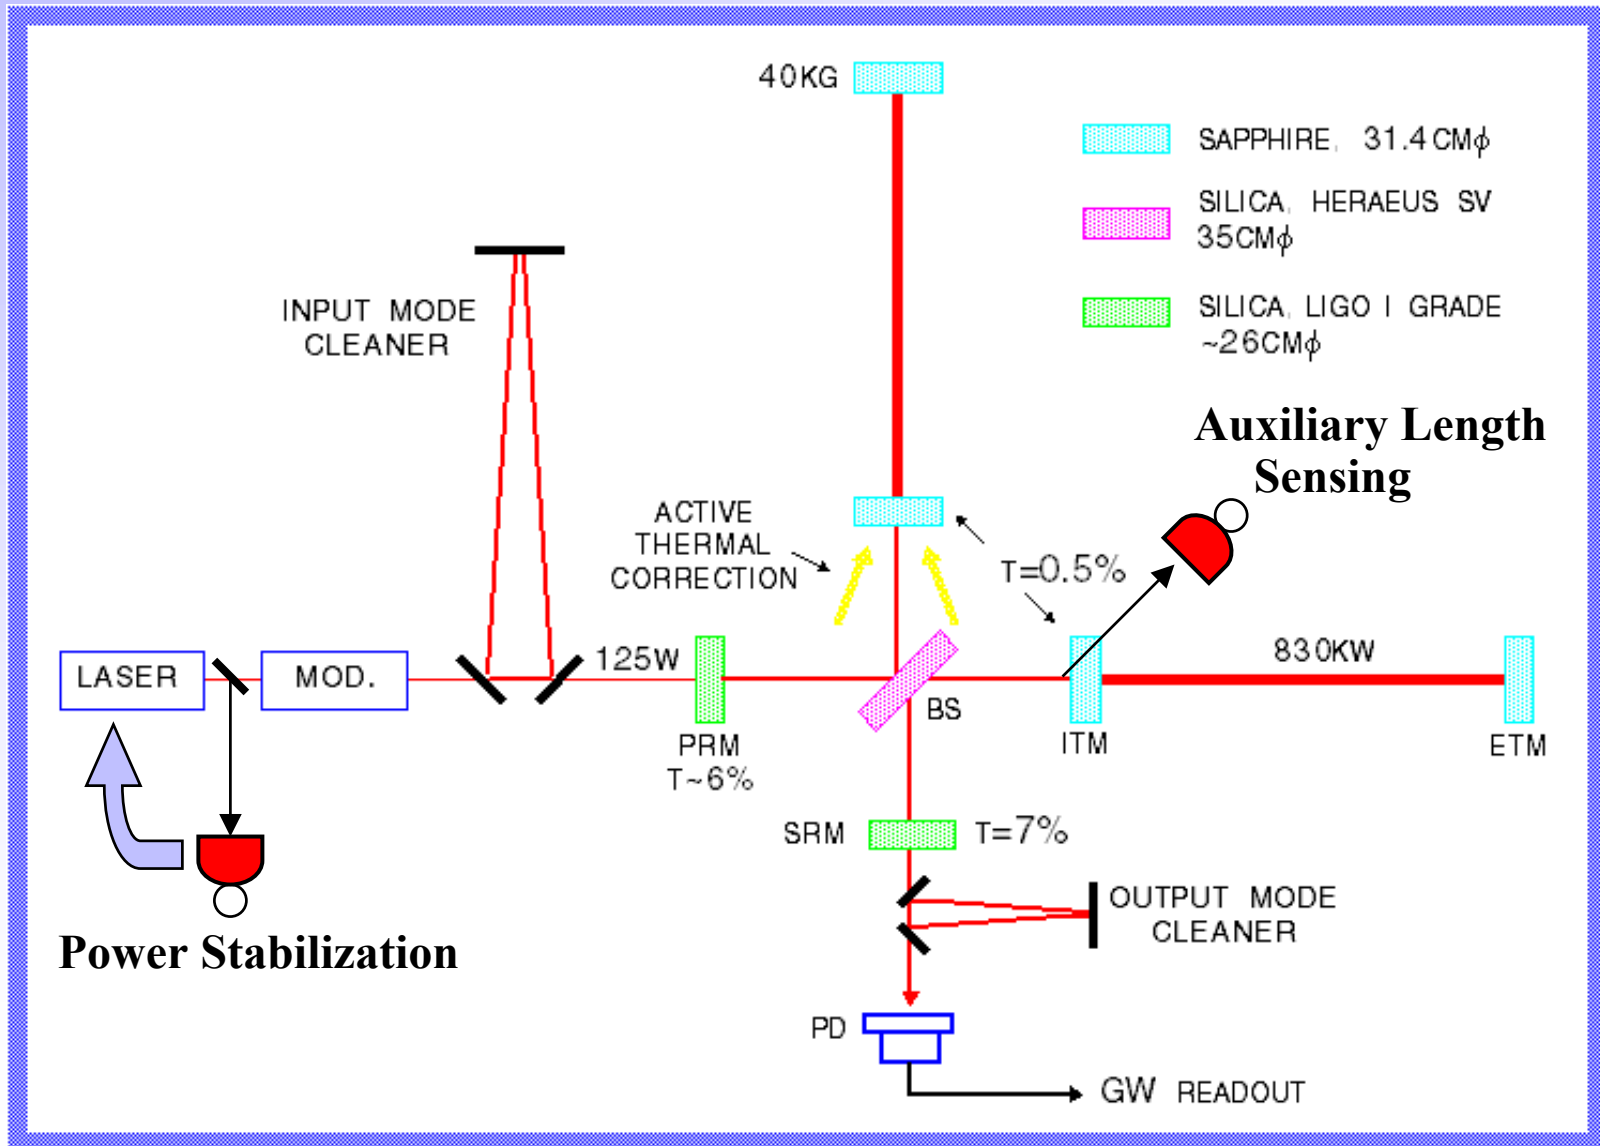 40KG
SAPPHIRE, 31.4CMϕ
SILICA, HERAEUS SV
35CMϕ
SILICA, LIGO I GRADE
~26CMϕ
INPUT MODE
CLEANER
Auxiliary Length
Sensing
ACTIVE
THERMAL
CORRECTION
T=0.5%
LASER
MOD.
125W
830KW
BS
PRM
T~6%
ITM
ETM
SRM
T=7%
OUTPUT MODE
CLEANER
Power Stabilization
PD
GW READOUT